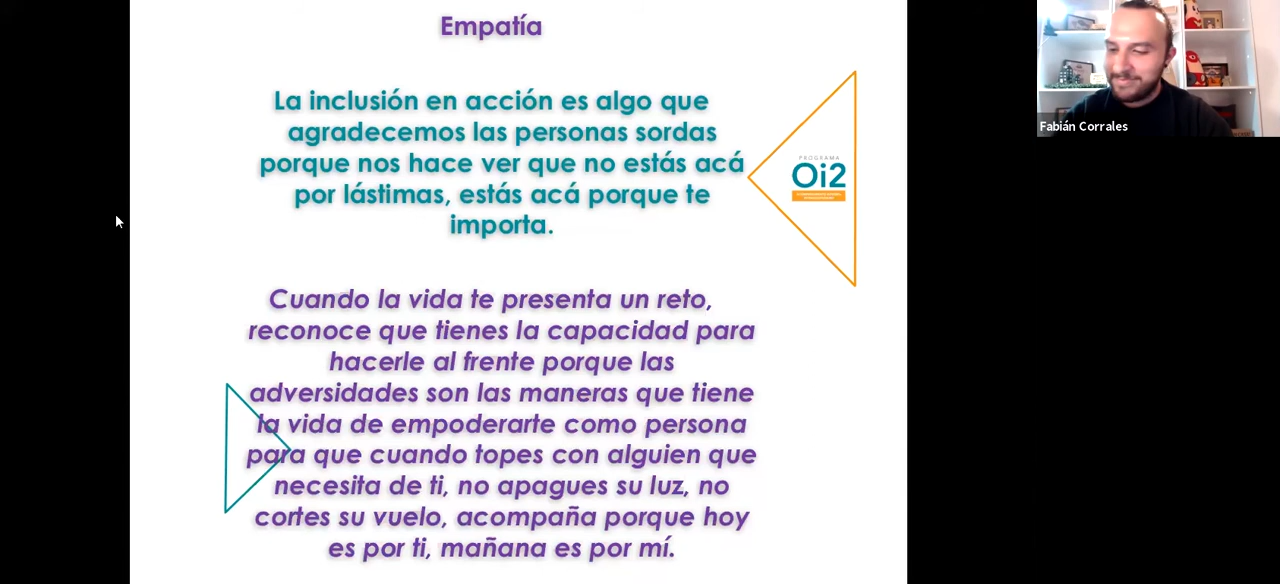 Empatía
La inclusión en acción es algo que
agradecemos las personas sordas
porque nos hace ver que no estás acá
por lástimas, estás acá porque te
importa.
PROGRAMA
Oi2
Cuando la vida te presenta un reto,
reconoce que tienes la capacidad para
hacerle al frente porque las
adversidades son las maneras que tiene
la vida de empoderarte como persona
para que cuando topes con alguien que
necesita de ti, no apagues su luz, no
cortes su vuelo, acompaña porque hoy
es por ti, mañana es por mí.
Fabián Corrales